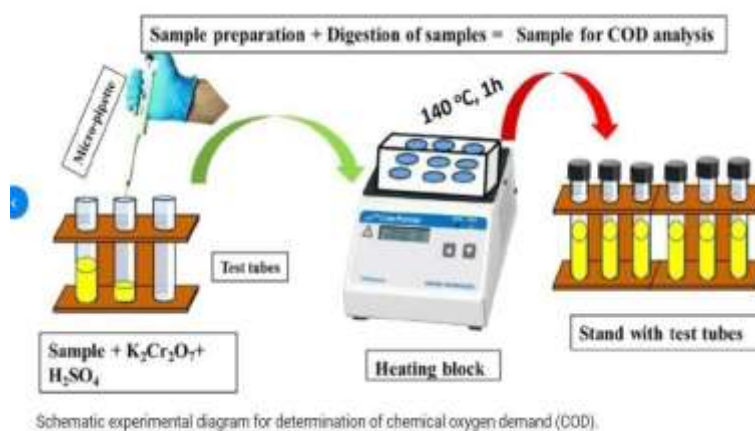 Sample preparation + Digestion of samples = Sample for COD analysis
Micro-pipette
140 °C, 1h
Test tubes
Sample + K₂Cr₂O₇+
H₂SO₄
Heating block
Stand with test tubes
Schematic experimental diagram for determination of chemical oxygen demand (COD).